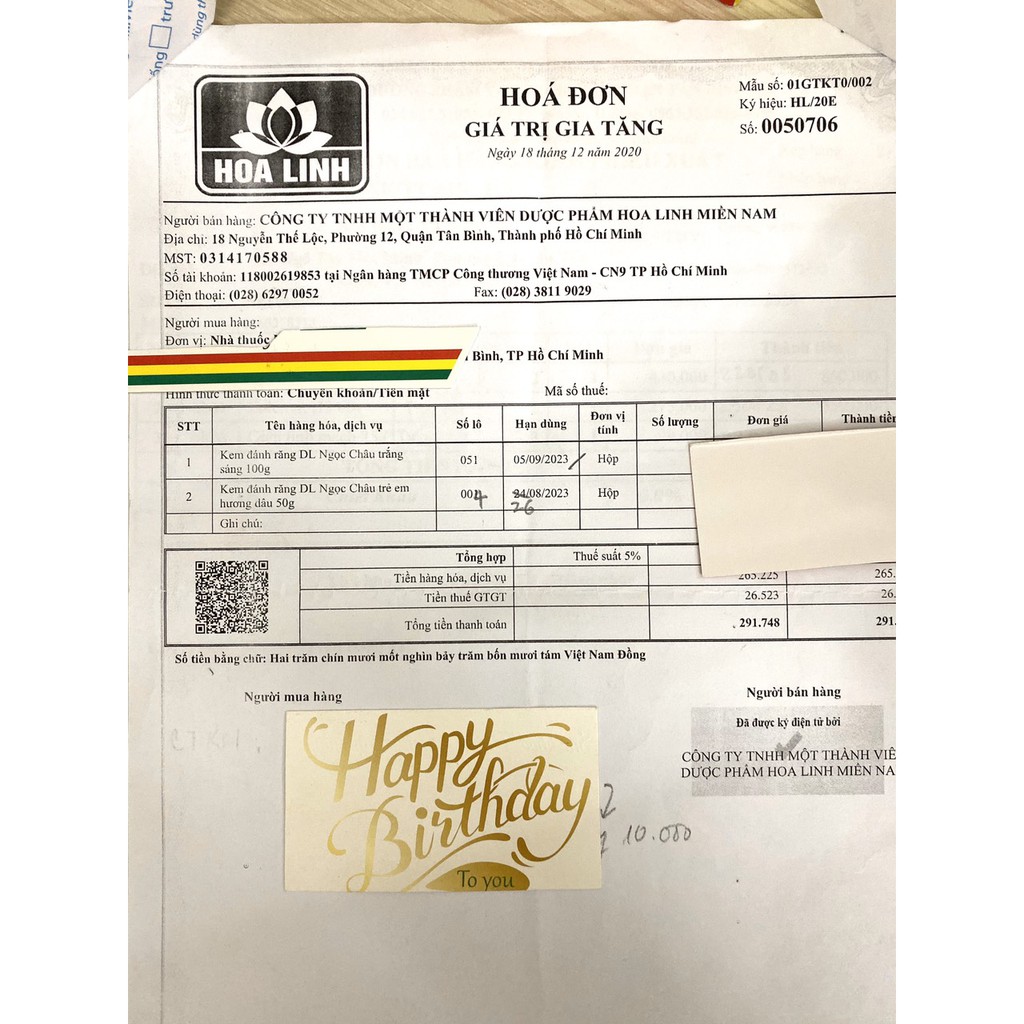 HOA LINH
HOÁ ĐƠN
GIÁ TRỊ GIA TĂNG
Ngày 18 tháng 12 năm 2020
Mẫu số: 01GTKT0/002
Ký hiệu: HL/20E
Số: 0050706
Người bán hàng: CÔNG TY TNHH MỘT THÀNH VIÊN DƯỢC PHẨM HOA LINH MIỀN NAM
Địa chỉ: 18 Nguyễn Thế Lộc, Phường 12, Quận Tân Bình, Thành phố Hồ Chí Minh
MST: 0314170588
Số tài khoản: 118002619853 tại Ngân hàng TMCP Công thương Việt Nam - CN9 TP Hồ Chí Minh
Điện thoại: (028) 6297 0052 Fax: (028) 3811 9029
Người mua hàng:
Đơn vị: Nhà thuốc
Bình, TP Hồ Chí Minh
Hình thức thanh toán: Chuyển khoản/Tiền mặt Mã số thuế:
STT Tên hàng hóa, dịch vụ Số lô Hạn dùng Đơn vị tính Số lượng Đơn giá Thành tiền
1 Kem đánh răng DL Ngọc Châu trắng sáng 100g 051 05/09/2023 Hộp
2 Kem đánh răng DL Ngọc Châu trẻ em hương dâu 50g 004 24/08/2023 Hộp
26
Ghi chú:
Tổng hợp Thuế suất 5%
Tiền hàng hóa, dịch vụ 265.225 265.
Tiền thuế GTGT 26.523 26.
Tổng tiền thanh toán 291.748 291.
Số tiền bằng chữ: Hai trăm chín mươi mốt nghìn bảy trăm bốn mươi tám Việt Nam Đồng
Người mua hàng
Người bán hàng
Đã được ký điện tử bởi
CÔNG TY TNHH MỘT THÀNH VIÊ
DƯỢC PHẨM HOA LINH MIỀN NA
Happy
Birthday
To you
10.000